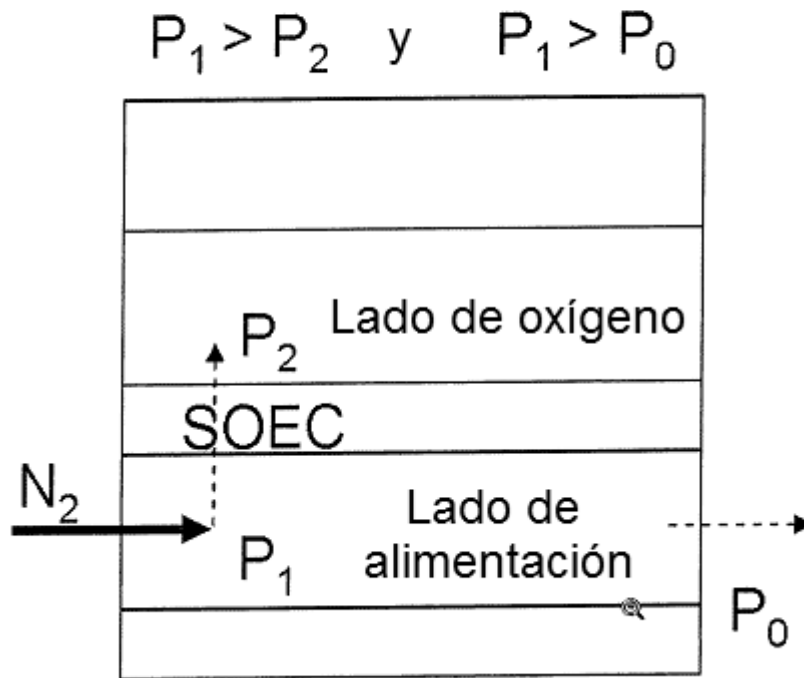 P₁ > P₂ y P₁ > P₀
Lado de oxígeno
P₂
SOEC
N₂
Lado de
alimentación
P₁
P₀